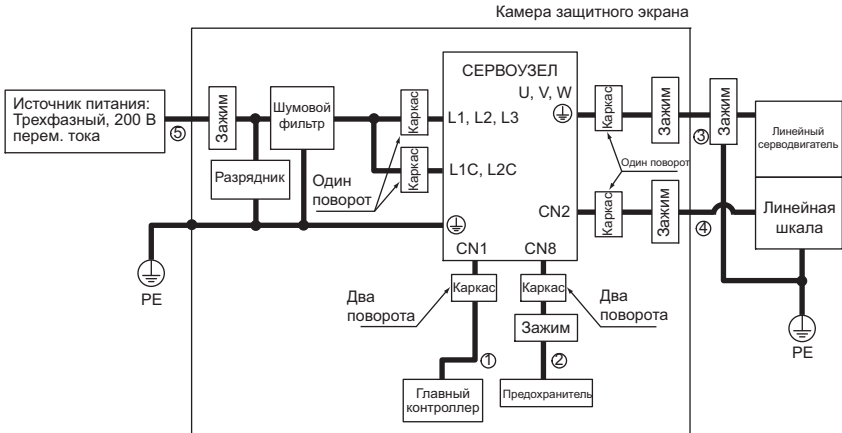 Камера защитного экрана
Источник питания:
Трехфазный, 200 В
перем. тока
⑤
Зажим
Шумовой
фильтр
Разрядник
Каркас
Каркас
Один
поворот
СЕРВОУЗЕЛ
U, V, W
L1, L2, L3
L1C, L2C
CN2
CN1
CN8
Каркас
Зажим
③
Зажим
Один поворот
Каркас
Зажим
④
Линейный
серводвигатель
Линейная
шкала
PE
PE
Два
поворота
Каркас
Каркас
Два
поворота
Зажим
①
②
Главный
контроллер
Предохранитель